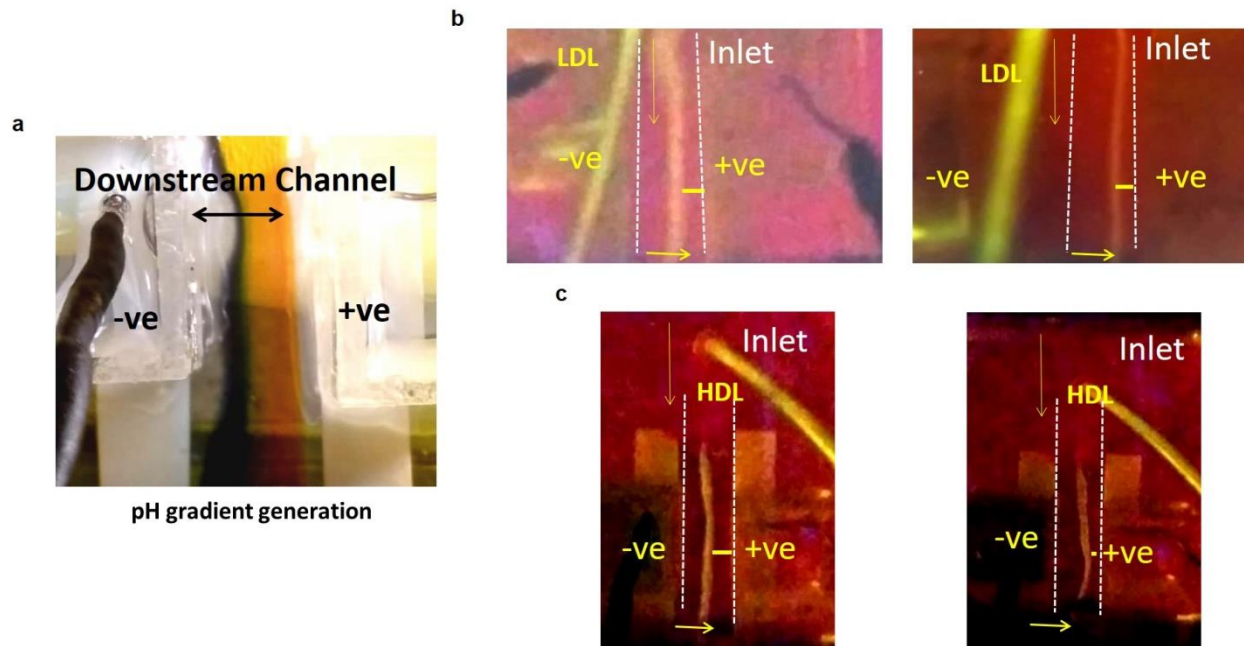 a
Downstream Channel
-ve
+ve
pH gradient generation
b
LDL
Inlet
-ve
+ve
LDL
Inlet
-ve
+ve
c
Inlet
HDL
-ve
+ve
Inlet
HDL
-ve
+ve